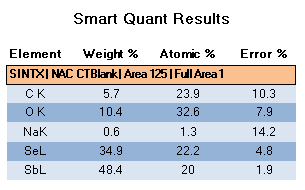 Smart Quant Results
Element Weight % Atomic % Error %
SINTX | NAC CTBlank | Area 125 | Full Area 1
C K 5.7 23.9 10.3
O K 10.4 32.6 7.9
NaK 0.6 1.3 14.2
SeL 34.9 22.2 4.8
SbL 48.4 20 1.9